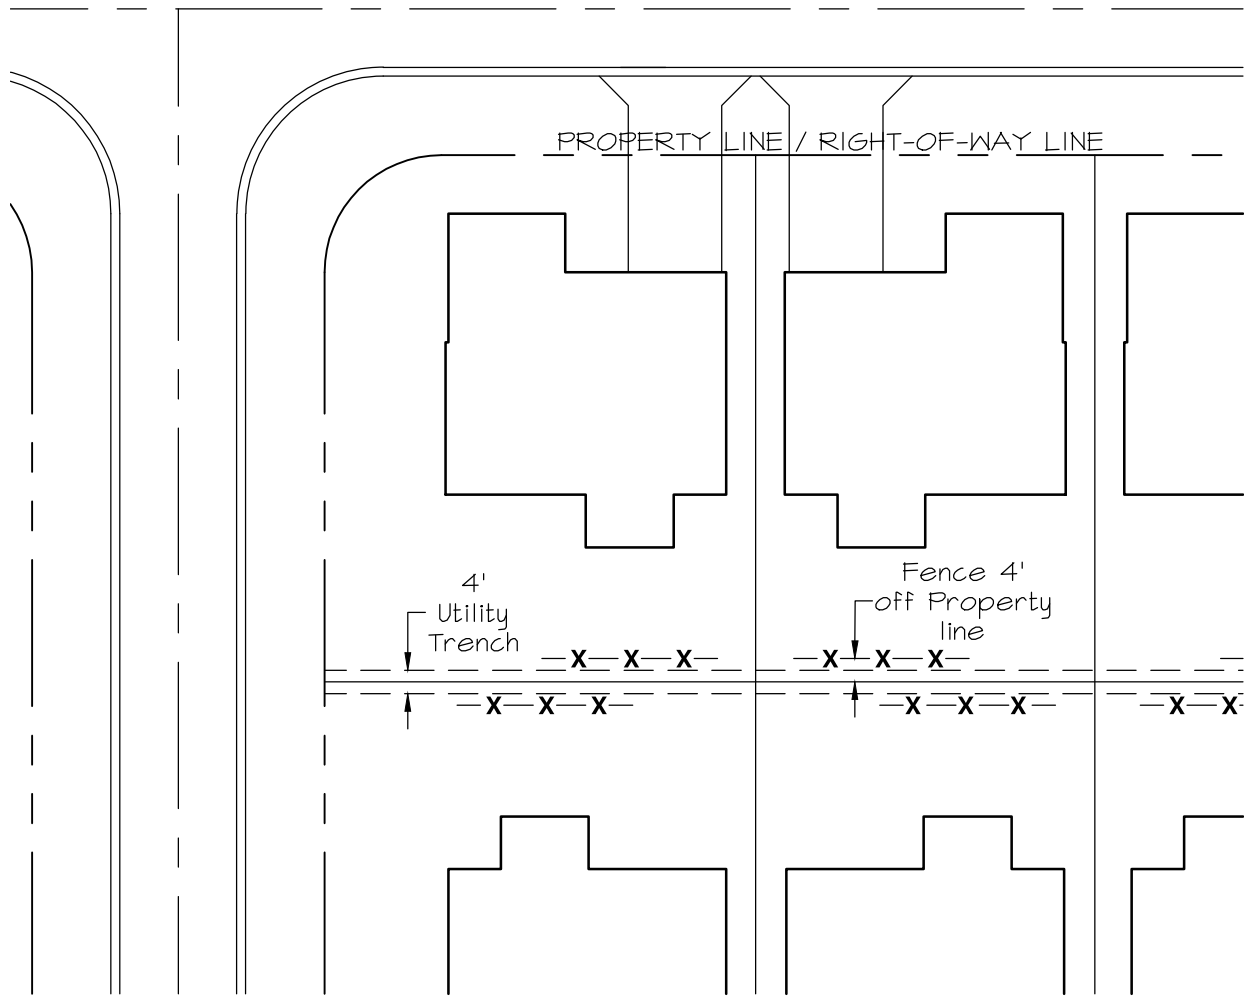 PROPERTY LINE / RIGHT-OF-WAY LINE
4'
Utility
Trench
Fence 4'
off Property
line
X X X X X X
X X X X X X X X